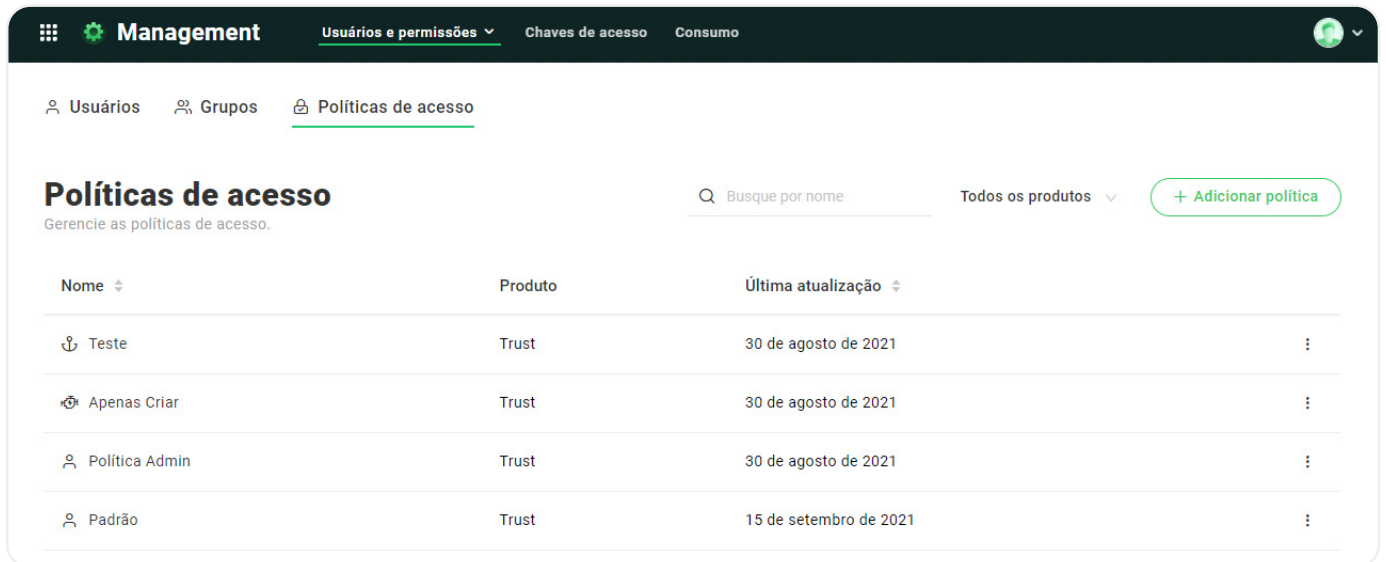 Management Usuários e permissões Chaves de acesso Consumo
Usuários Grupos Políticas de acesso
Políticas de acesso
Busque por nome Todos os produtos + Adicionar política
Gerencie as políticas de acesso.
Nome Produto Última atualização
Teste Trust 30 de agosto de 2021
Apenas Criar Trust 30 de agosto de 2021
Política Admin Trust 30 de agosto de 2021
Padrão Trust 15 de setembro de 2021